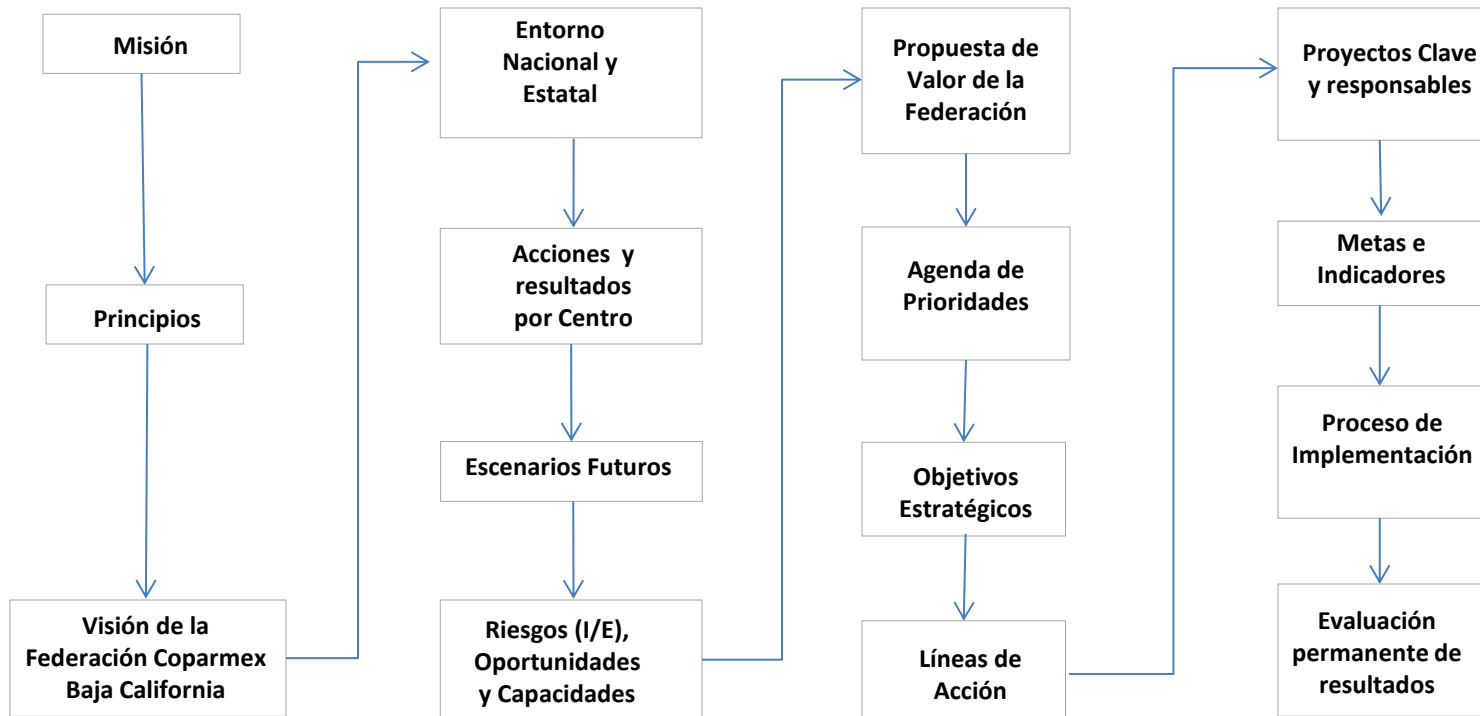 Misión
Principios
Visión de la
Federación Coparmex
Baja California
Entorno
Nacional y
Estatal
Acciones y
resultados
por Centro
Escenarios Futuros
Riesgos (I/E),
Oportunidades
y Capacidades
Propuesta de
Valor de la
Federación
Agenda de
Prioridades
Objetivos
Estratégicos
Líneas de
Acción
Proyectos Clave
y responsables
Metas e
Indicadores
Proceso de
Implementación
Evaluación
permanente de
resultados